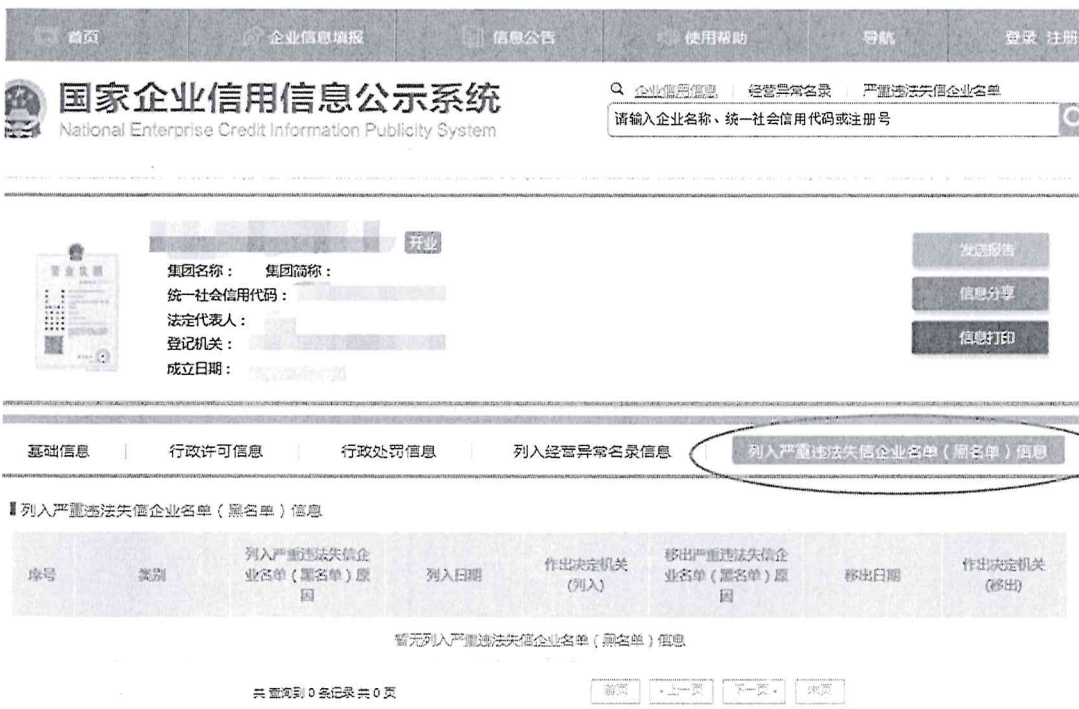 首页 企业信息填报 信息公告 使用帮助 导航 登录 注册
国家企业信用信息公示系统
National Enterprise Credit Information Publicity System
企业信用信息 经营异常名录 严重违法失信企业名单
请输入企业名称、统一社会信用代码或注册号
开业
营业执照
集团名称： 集团简称：
统一社会信用代码：
法定代表人：
登记机关：
成立日期：
发送报告
信息分享
信息打印
基础信息 行政许可信息 行政处罚信息 列入经营异常名录信息 列入严重违法失信企业名单（黑名单）信息
列入严重违法失信企业名单（黑名单）信息
序号 类别 列入严重违法失信企业名单（黑名单）原因 列入日期 作出决定机关(列入) 移出严重违法失信企业名单（黑名单）原因 移出日期 作出决定机关(移出)
暂无列入严重违法失信企业名单（黑名单）信息
共 查询到 0 条记录 共 0 页 首页 上一页 下一页 末页